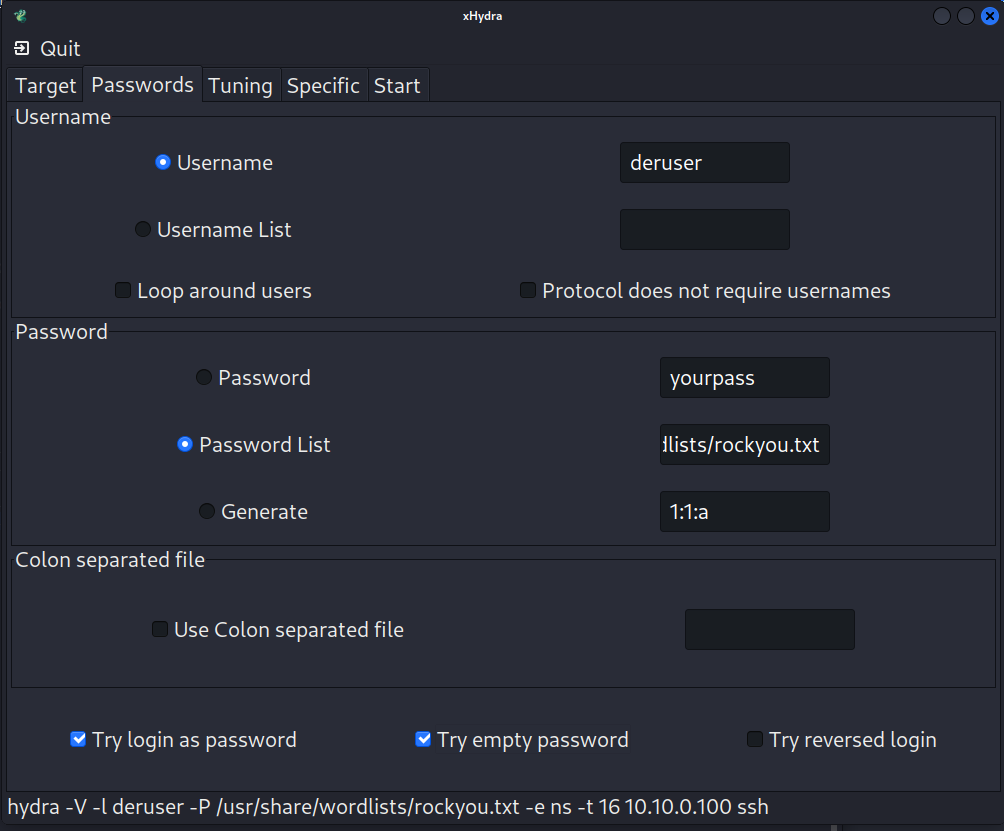 xHydra
Quit
Target Passwords Tuning Specific Start
Username
Username deruser
Username List
Loop around users Protocol does not require usernames
Password
Password yourpass
Password List dlists/rockyou.txt
Generate 1:1:a
Colon separated file
Use Colon separated file
Try login as password Try empty password Try reversed login
hydra -V -l deruser -P /usr/share/wordlists/rockyou.txt -e ns -t 16 10.10.0.100 ssh